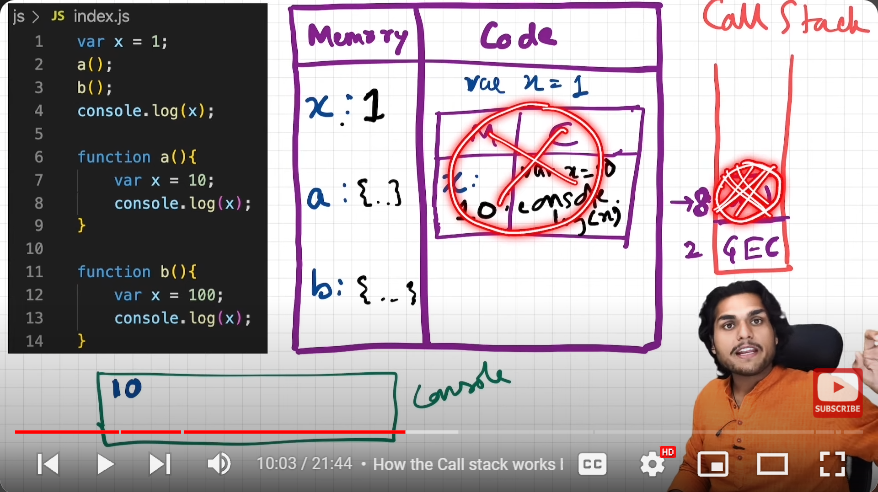 js > JS index.js
1 var x = 1;
2 a();
3 b();
4 console.log(x);
5
6 function a(){
7 var x = 10;
8 console.log(x);
9 }
10
11 function b(){
12 var x = 100;
13 console.log(x);
14 }
Memory
Code
x : 1
a : {..}
b : {...}
var x = 1
M C
x:
10
var x = 10
console.
log(x)
Call Stack
→ 8
2 GEC
10
Console
SUBSCRIBE
10:03 / 21:44 • How the Call stack works I
CC
HD